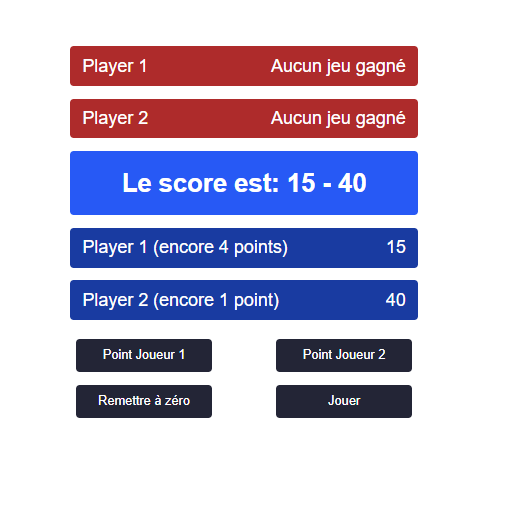 Player 1 Aucun jeu gagné
Player 2 Aucun jeu gagné
Le score est: 15 - 40
Player 1 (encore 4 points) 15
Player 2 (encore 1 point) 40
Point Joueur 1 Point Joueur 2
Remettre à zéro Jouer